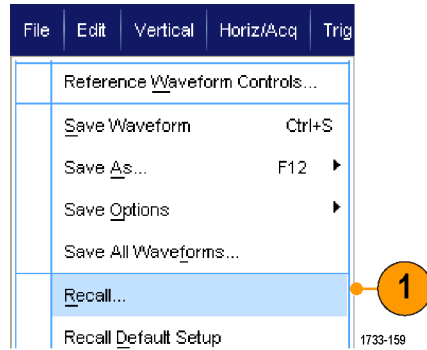 File Edit Vertical Horiz/Acq Trig
Reference Waveform Controls...
Save Waveform Ctrl+S
Save As... F12
Save Options
Save All Waveforms...
Recall...
1
Recall Default Setup
1733-159